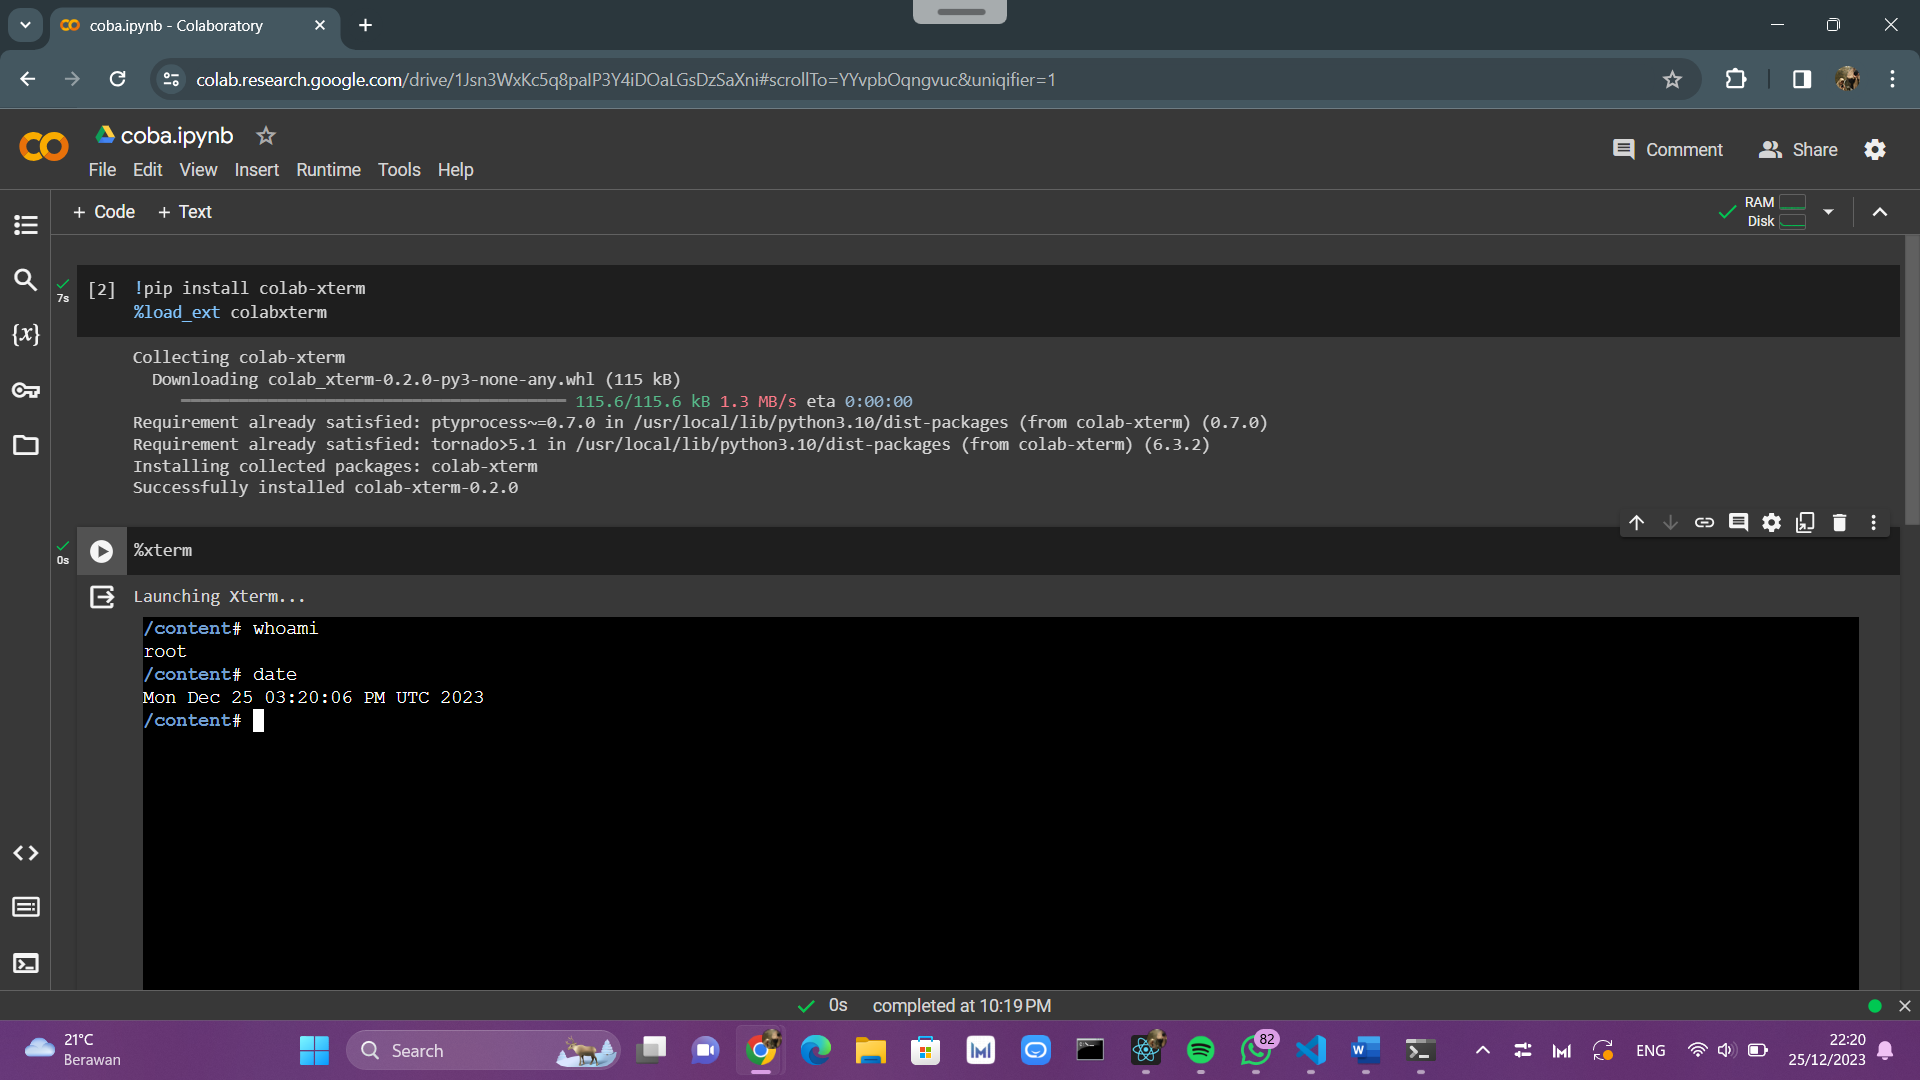 coba.ipynb - Colaboratory
colab.research.google.com/drive/1Jsn3WxKc5q8paIP3Y4iDOaLGsDzSaXni#scrollTo=YYvpbOqngvuc&uniqifier=1
coba.ipynb
Comment
Share
File Edit View Insert Runtime Tools Help
+ Code + Text
RAM
Disk
{x}
7s
[2] !pip install colab-xterm
%load_ext colabxterm
Collecting colab-xterm
Downloading colab_xterm-0.2.0-py3-none-any.whl (115 kB)
115.6/115.6 kB 1.3 MB/s eta 0:00:00
Requirement already satisfied: ptyprocess~=0.7.0 in /usr/local/lib/python3.10/dist-packages (from colab-xterm) (0.7.0)
Requirement already satisfied: tornado>5.1 in /usr/local/lib/python3.10/dist-packages (from colab-xterm) (6.3.2)
Installing collected packages: colab-xterm
Successfully installed colab-xterm-0.2.0
0s
%xterm
Launching Xterm...
/content# whoami
root
/content# date
Mon Dec 25 03:20:06 PM UTC 2023
/content#
0s completed at 10:19 PM
21°C
Berawan
Search
82
ENG
22:20
25/12/2023